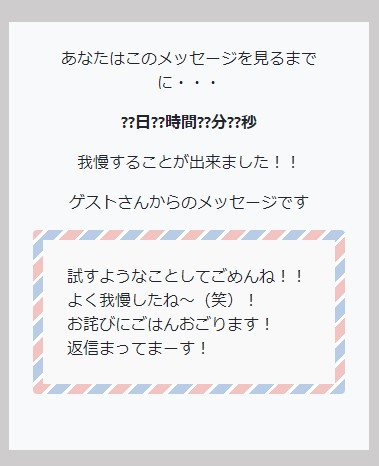 あなたはこのメッセージを見るまで
に・・・
??日??時間??分??秒
我慢することが出来ました！！
ゲストさんからのメッセージです
試すようなことしてごめんね！！
よく我慢したね～（笑）！
お詫びにごはんおごります！
返信まってまーす！